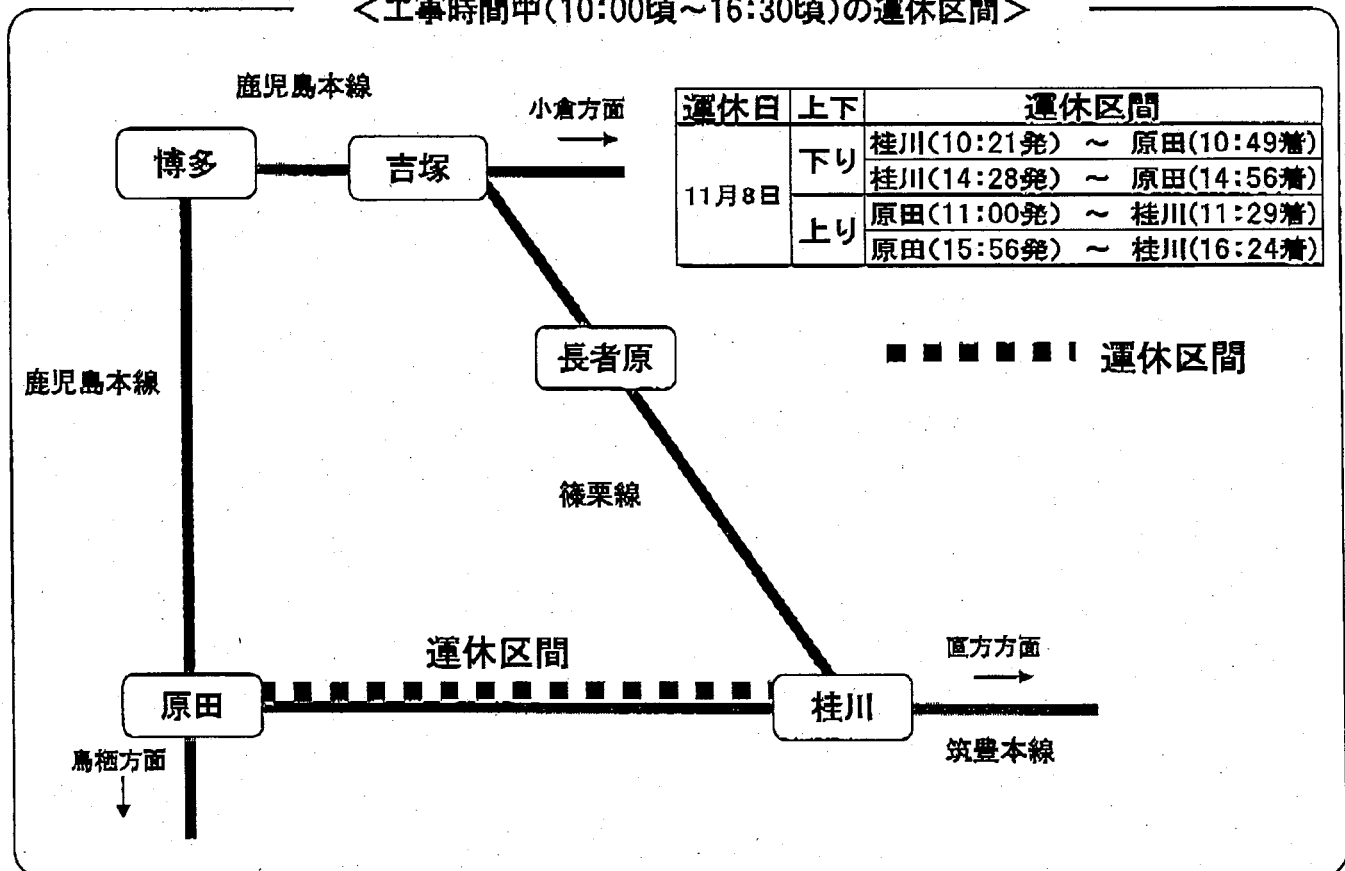 <工事時間中(10:00頃~16:30頃)の運休区間>
鹿児島本線
小倉方面
博多
吉塚
運休日 上下 運休区間
11月8日
下り
桂川(10:21発) ~ 原田(10:49着)
桂川(14:28発) ~ 原田(14:56着)
上り
原田(11:00発) ~ 桂川(11:29着)
原田(15:56発) ~ 桂川(16:24着)
長者原
運休区間
鹿児島本線
篠栗線
運休区間
直方方面
原田
桂川
鳥栖方面
筑豊本線